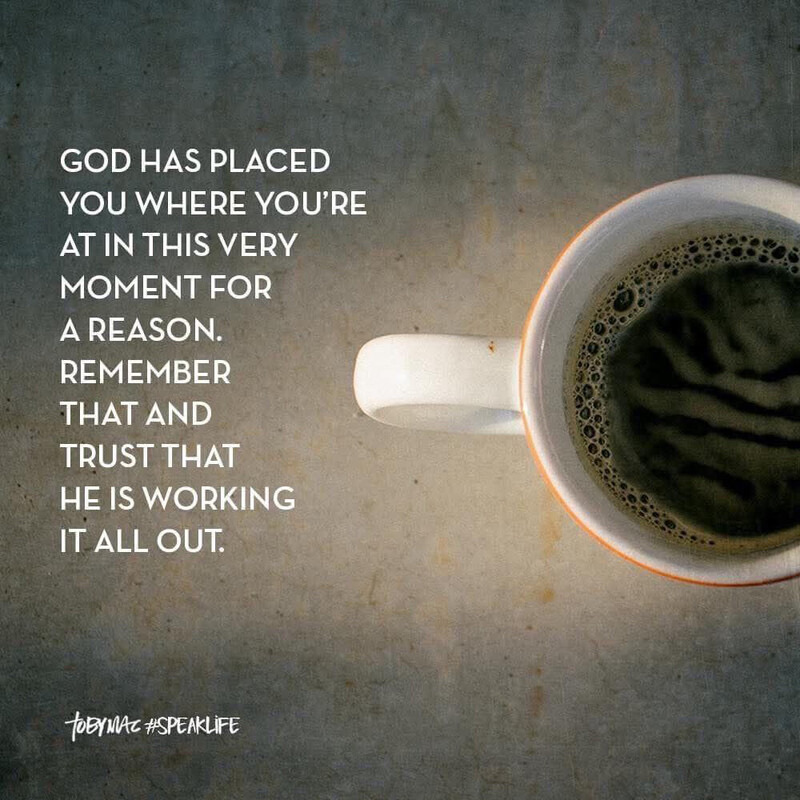 GOD HAS PLACED
YOU WHERE YOU'RE
AT IN THIS VERY
MOMENT FOR
A REASON.
REMEMBER
THAT AND
TRUST THAT
HE IS WORKING
IT ALL OUT.
TOBYMAC #SPEAKLIFE